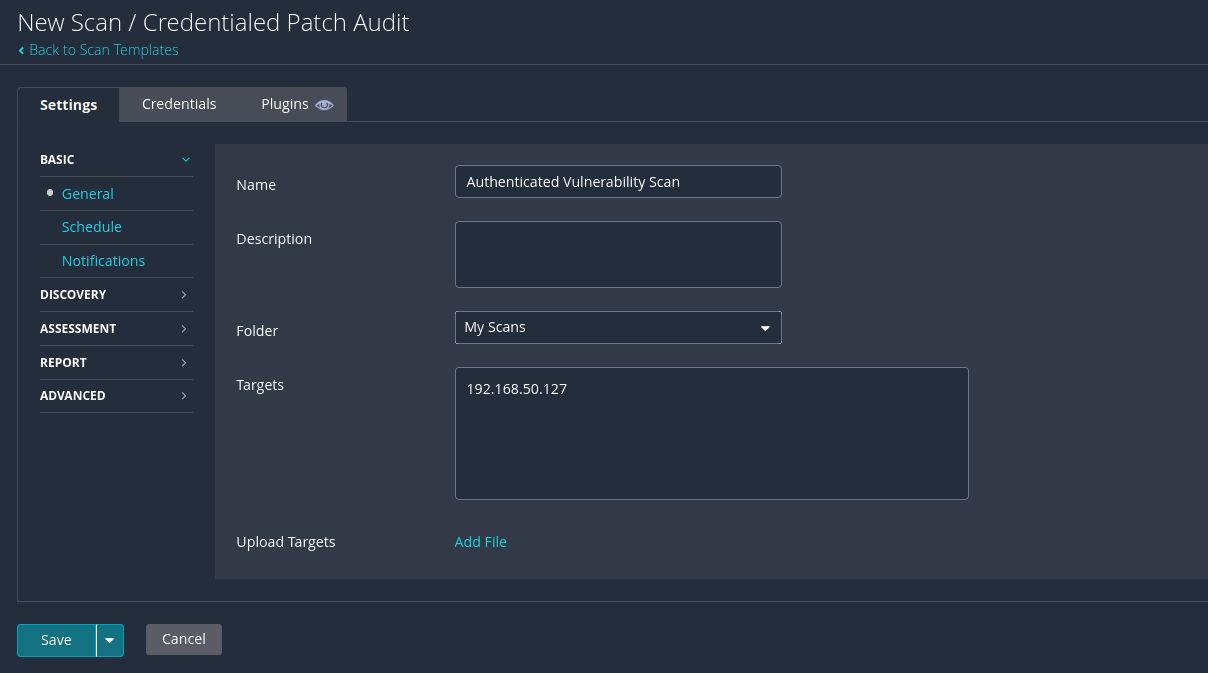 New Scan / Credentialed Patch Audit
Back to Scan Templates
Settings
Credentials
Plugins
BASIC
General
Schedule
Notifications
DISCOVERY
ASSESSMENT
REPORT
ADVANCED
Name
Authenticated Vulnerability Scan
Description
Folder
My Scans
Targets
192.168.50.127
Upload Targets
Add File
Save
Cancel